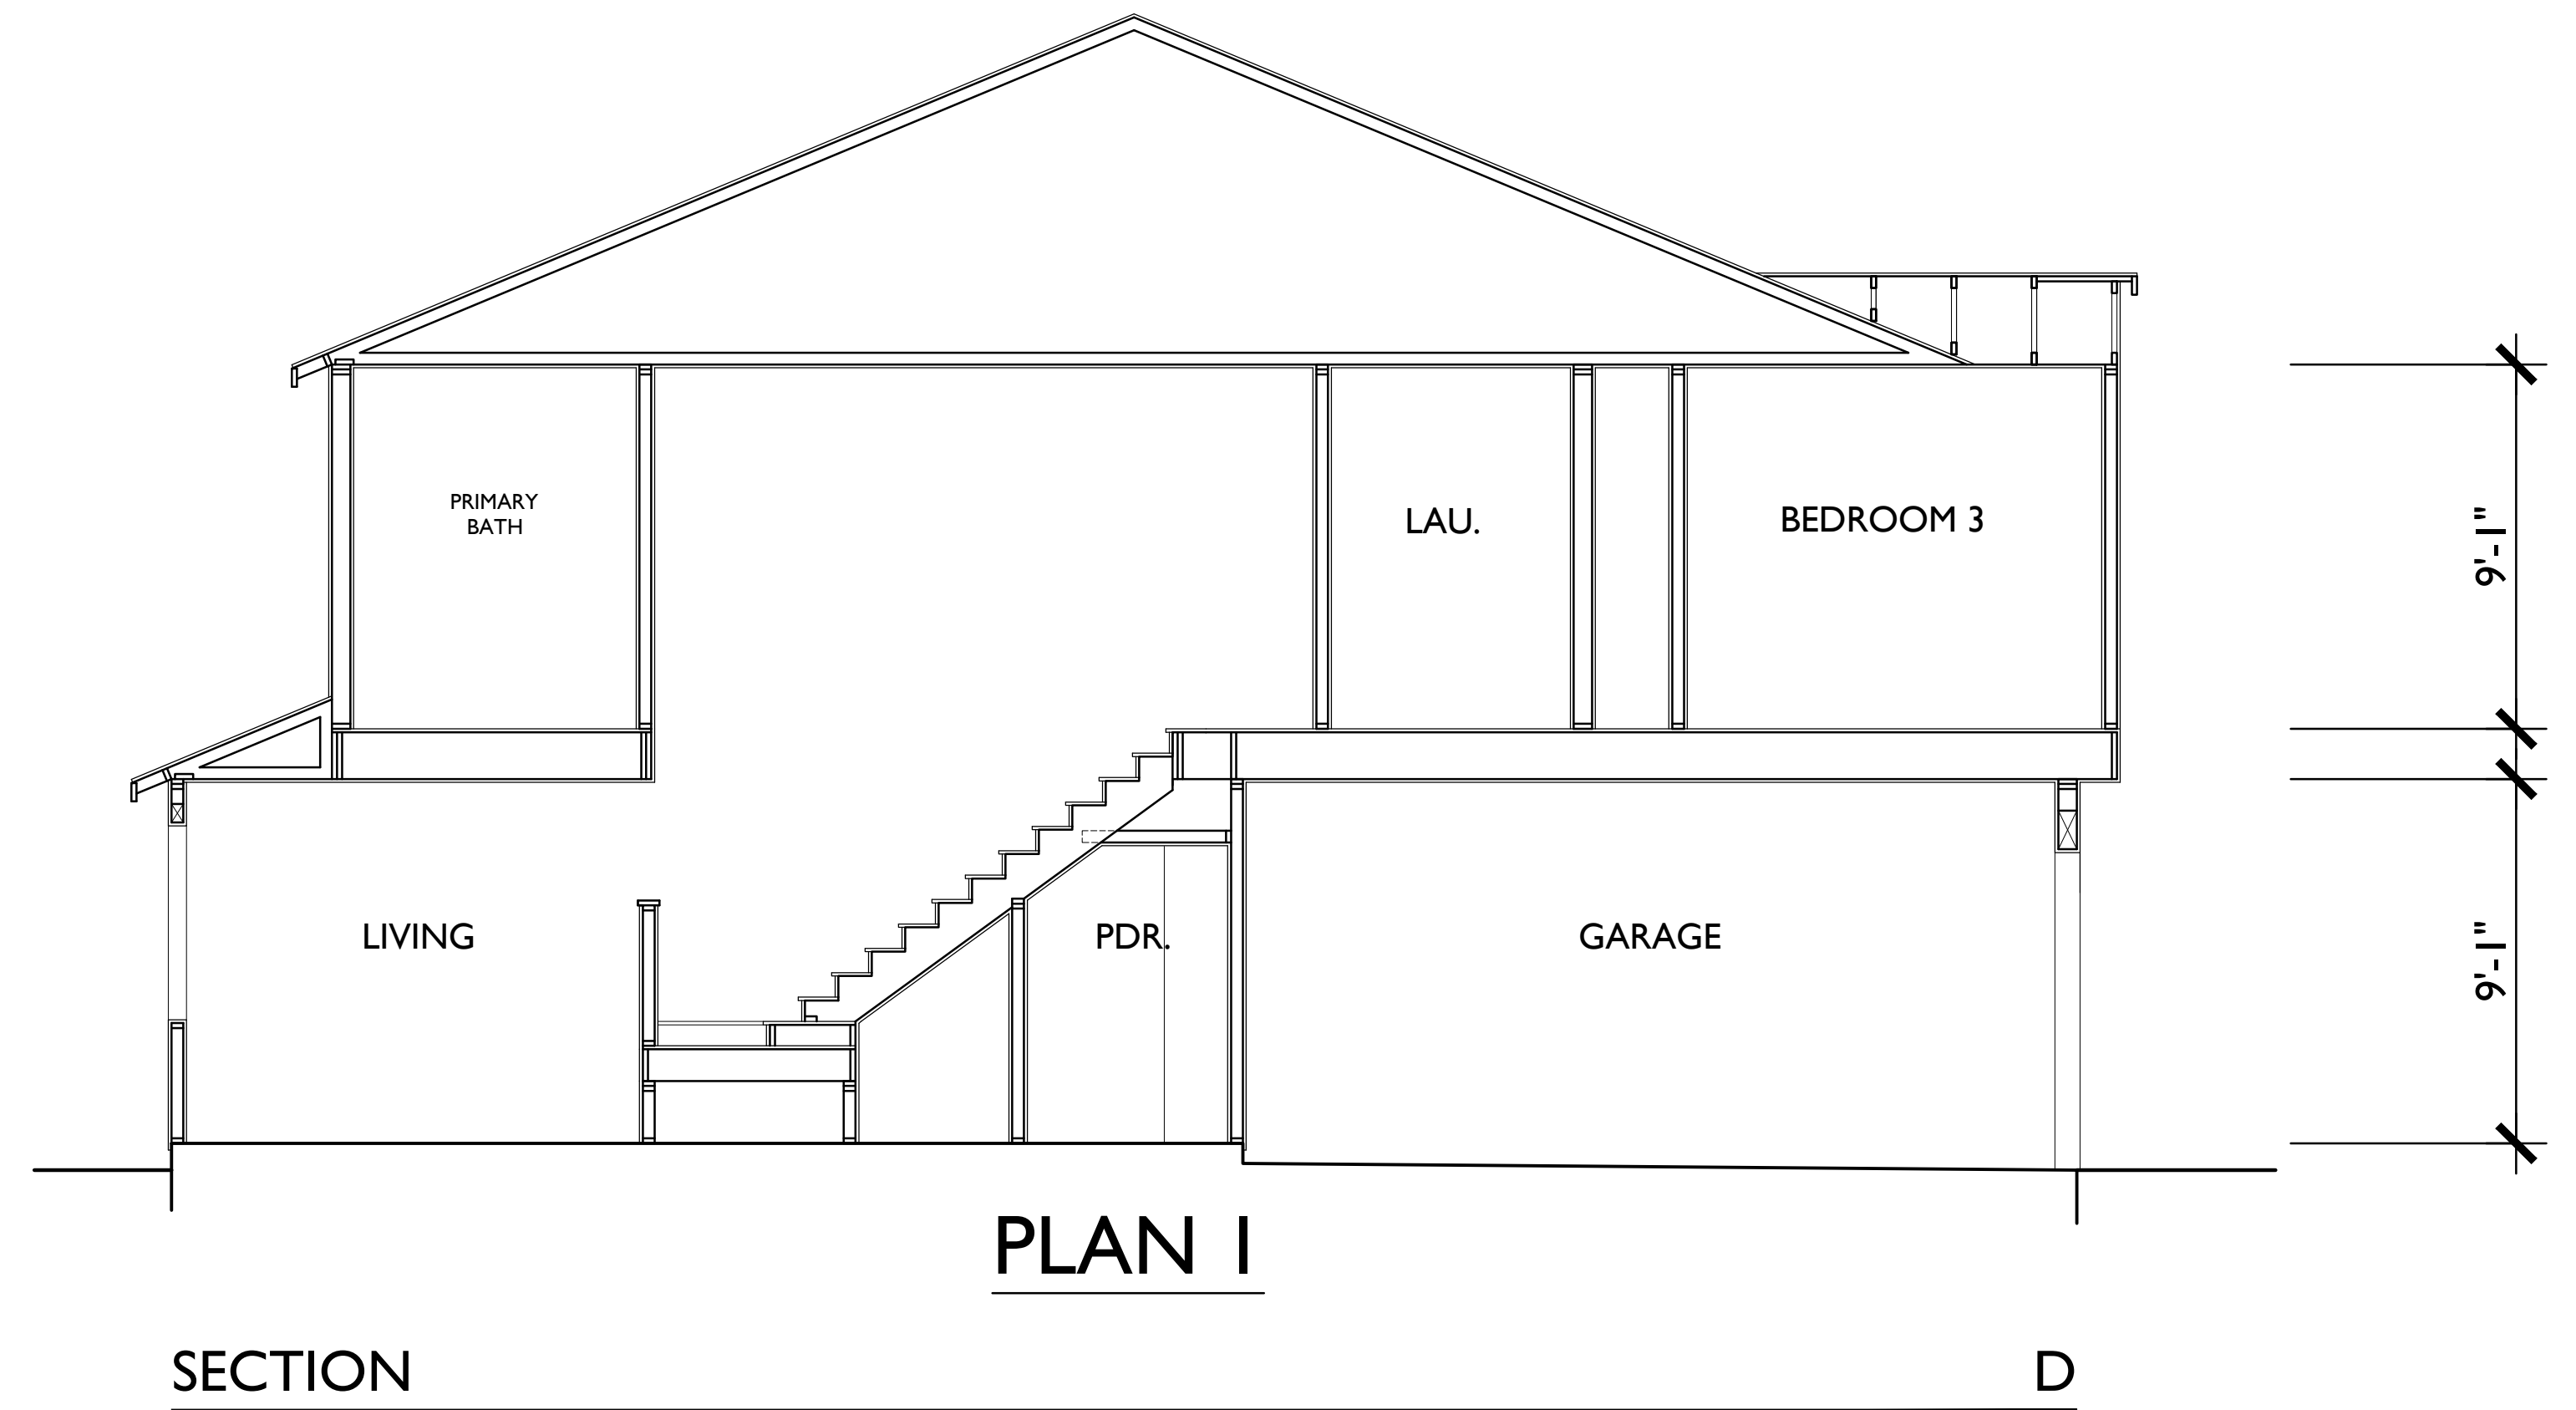 PRIMARY
BATH
LAU.
BEDROOM 3
9'-1"
LIVING
PDR.
GARAGE
9'-1"
PLAN 1
SECTION D